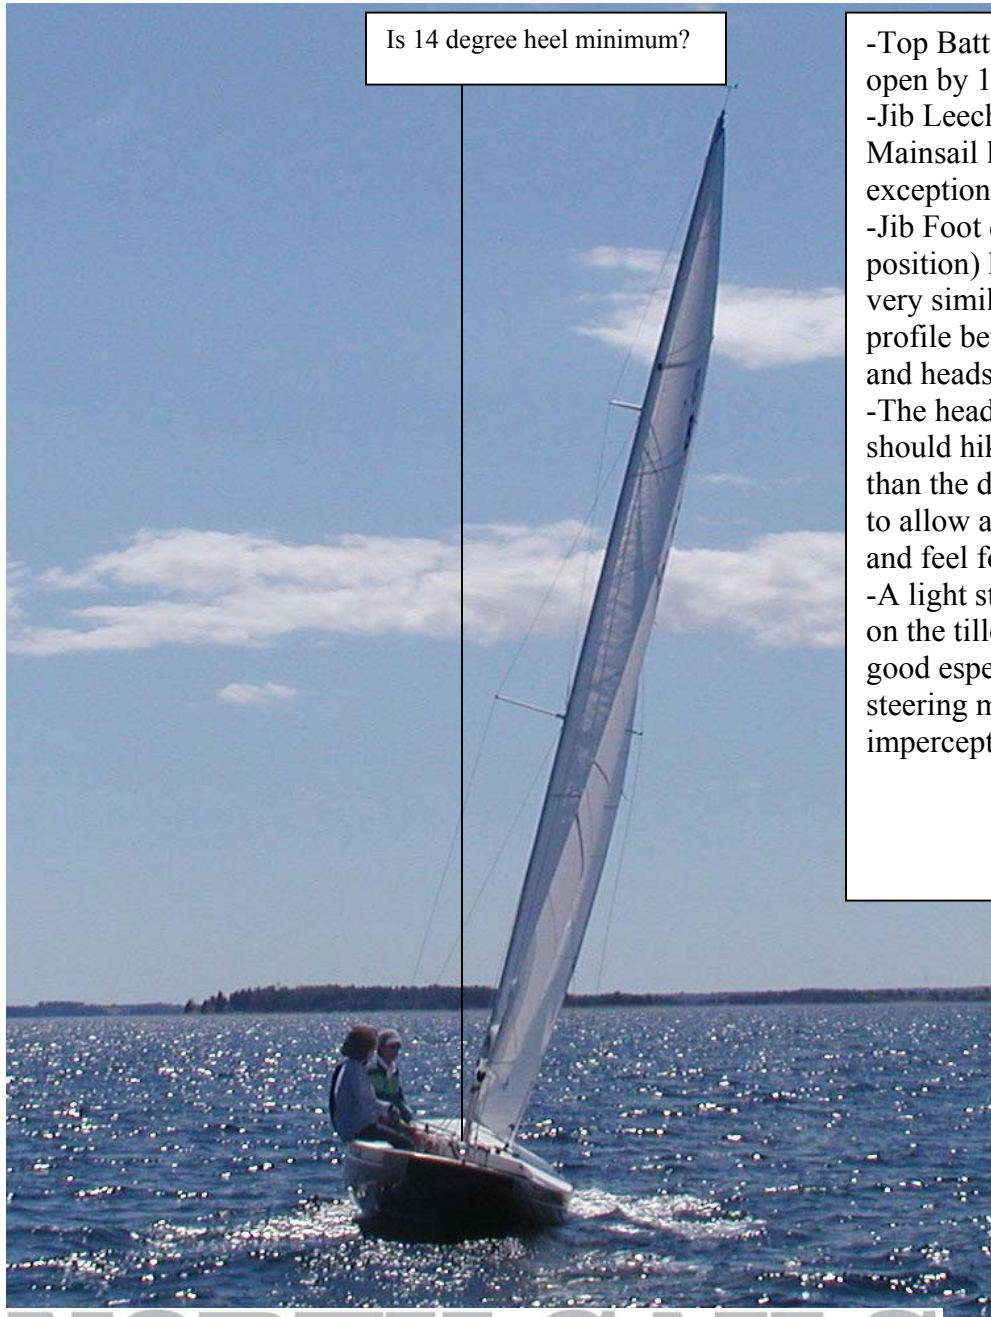 Is 14 degree heel minimum?
-Top Batt
open by 1
-Jib Leech
Mainsail
exception
-Jib Foot
position)
very simil
profile be
and heads
-The head
should hik
than the d
to allow a
and feel fo
-A light st
on the till
good espe
steering m
impercept